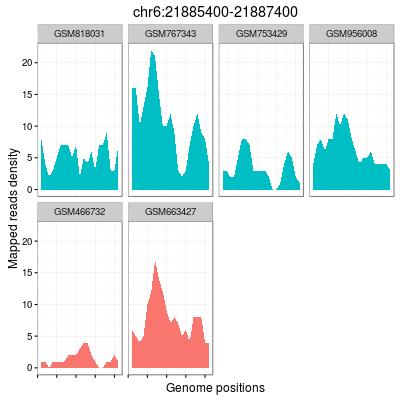 chr6:21885400-21887400
GSM818031 GSM767343 GSM753429 GSM956008
20
15
10
5
0
GSM466732 GSM663427
20
15
10
5
0
Mapped reads density
Genome positions